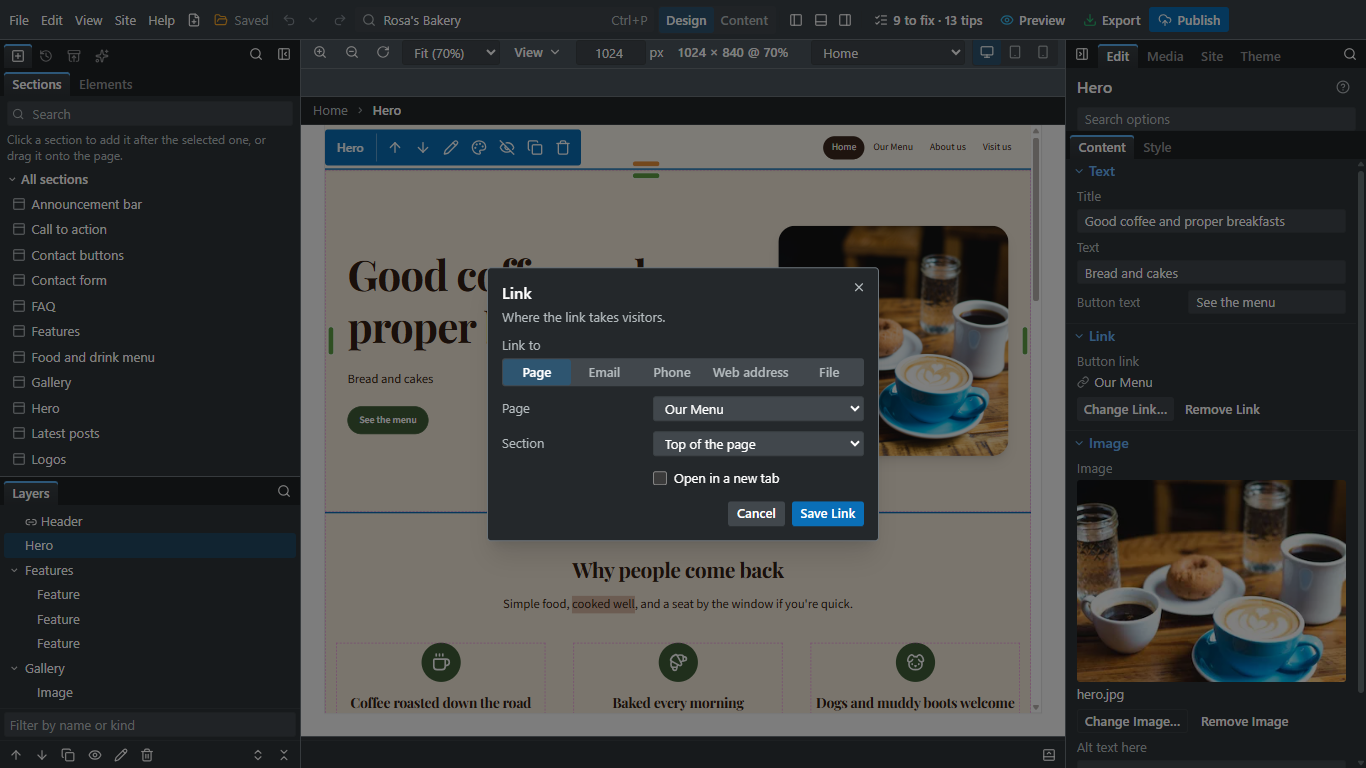 File Edit View Site Help Saved Rosa's Bakery Ctrl+P Design Content 9 to fix · 13 tips Preview Export Publish
Fit (70%) View 1024 px 1024 × 840 @ 70% Home
Edit Media Site Theme
Sections Elements
Search
Click a section to add it after the selected one, or
drag it onto the page.
All sections
Announcement bar
Call to action
Contact buttons
Contact form
FAQ
Features
Food and drink menu
Gallery
Hero
Latest posts
Logos
Layers
Header
Hero
Features
Feature
Feature
Feature
Gallery
Image
Filter by name or kind
Home › Hero
Hero
Home Our Menu About us Visit us
Good coffee and
proper
Bread and cakes
See the menu
Link
Where the link takes visitors.
Link to
Page Email Phone Web address File
Page Our Menu
Section Top of the page
Open in a new tab
Cancel Save Link
Why people come back
Simple food, cooked well, and a seat by the window if you're quick.
Coffee roasted down the road
Baked every morning
Dogs and muddy boots welcome
Hero
Search options
Content Style
Text
Title
Good coffee and proper breakfasts
Text
Bread and cakes
Button text See the menu
Link
Button link
Our Menu
Change Link... Remove Link
Image
Image
hero.jpg
Change Image... Remove Image
Alt text here